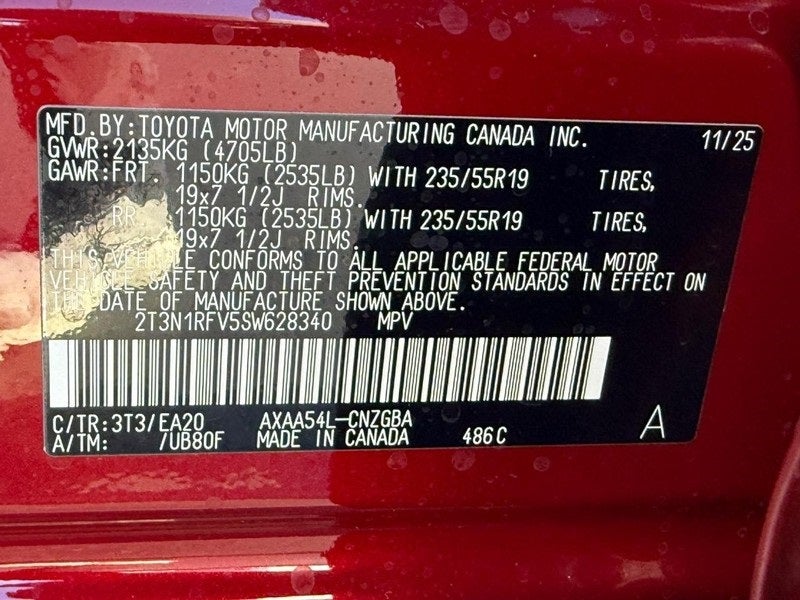 MFD.BY:TOYOTA MOTOR MANUFACTURING CANADA INC. 11/25
GVWR:2135KG (4705LB)
GAWR:FRT 1150KG (2535LB) WITH 235/55R19 TIRES,
19x7 1/2J RIMS.
RR 1150KG (2535LB) WITH 235/55R19 TIRES,
19x7 1/2J RIMS.
THIS VEHICLE CONFORMS TO ALL APPLICABLE FEDERAL MOTOR
VEHICLE SAFETY AND THEFT PREVENTION STANDARDS IN EFFECT ON
THE DATE OF MANUFACTURE SHOWN ABOVE.
2T3N1RFV5SW628340 MPV
C/TR:3T3/EA20 AXAA54L-CNZGBA
A/TM: /UB80F MADE IN CANADA 486C A